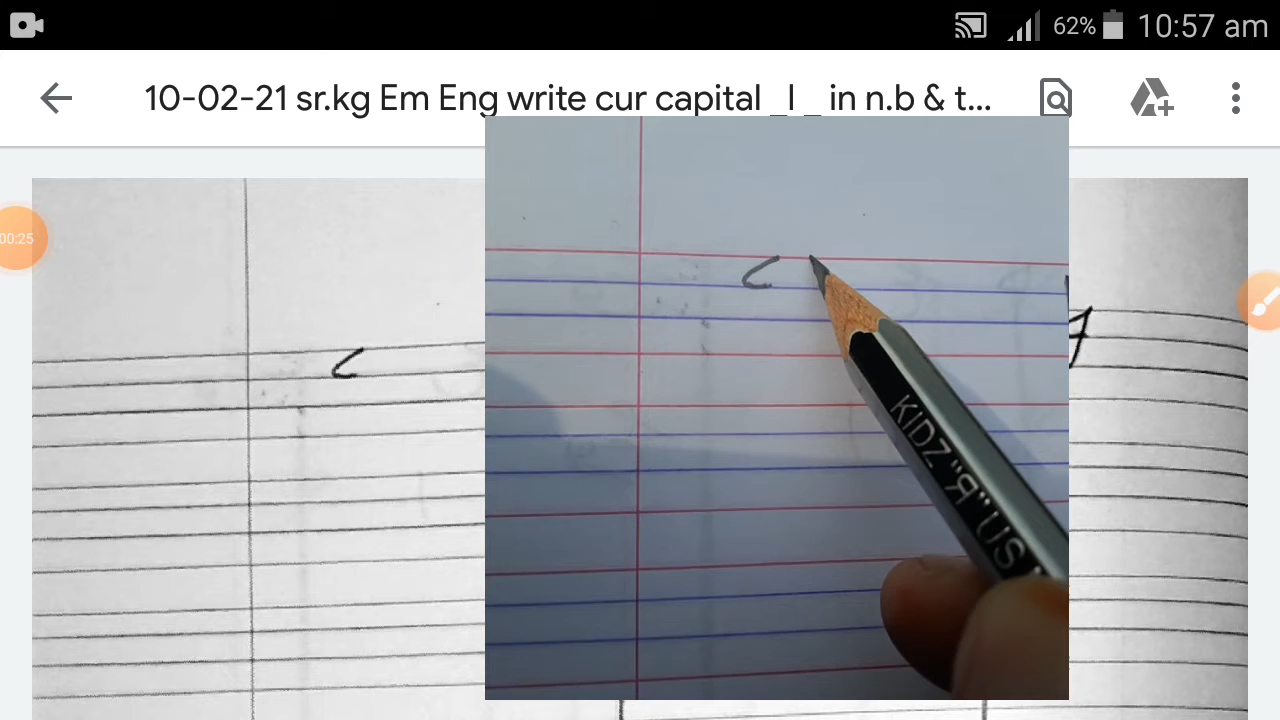 62% 10:57 am
10-02-21 sr.kg Em Eng write cur capital _I_ in n.b & t...
00:25
KIDZ "Я" US